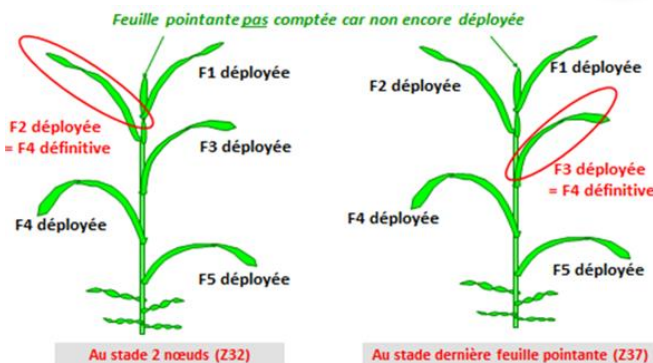 Feuille pointante pas comptée car non encore déployée
F1 déployée
F2 déployée
= F4 définitive
F3 déployée
F4 déployée
F5 déployée
Au stade 2 nœuds (Z32)
F1 déployée
F2 déployée
F3 déployée
= F4 définitive
F4 déployée
F5 déployée
Au stade dernière feuille pointante (Z37)